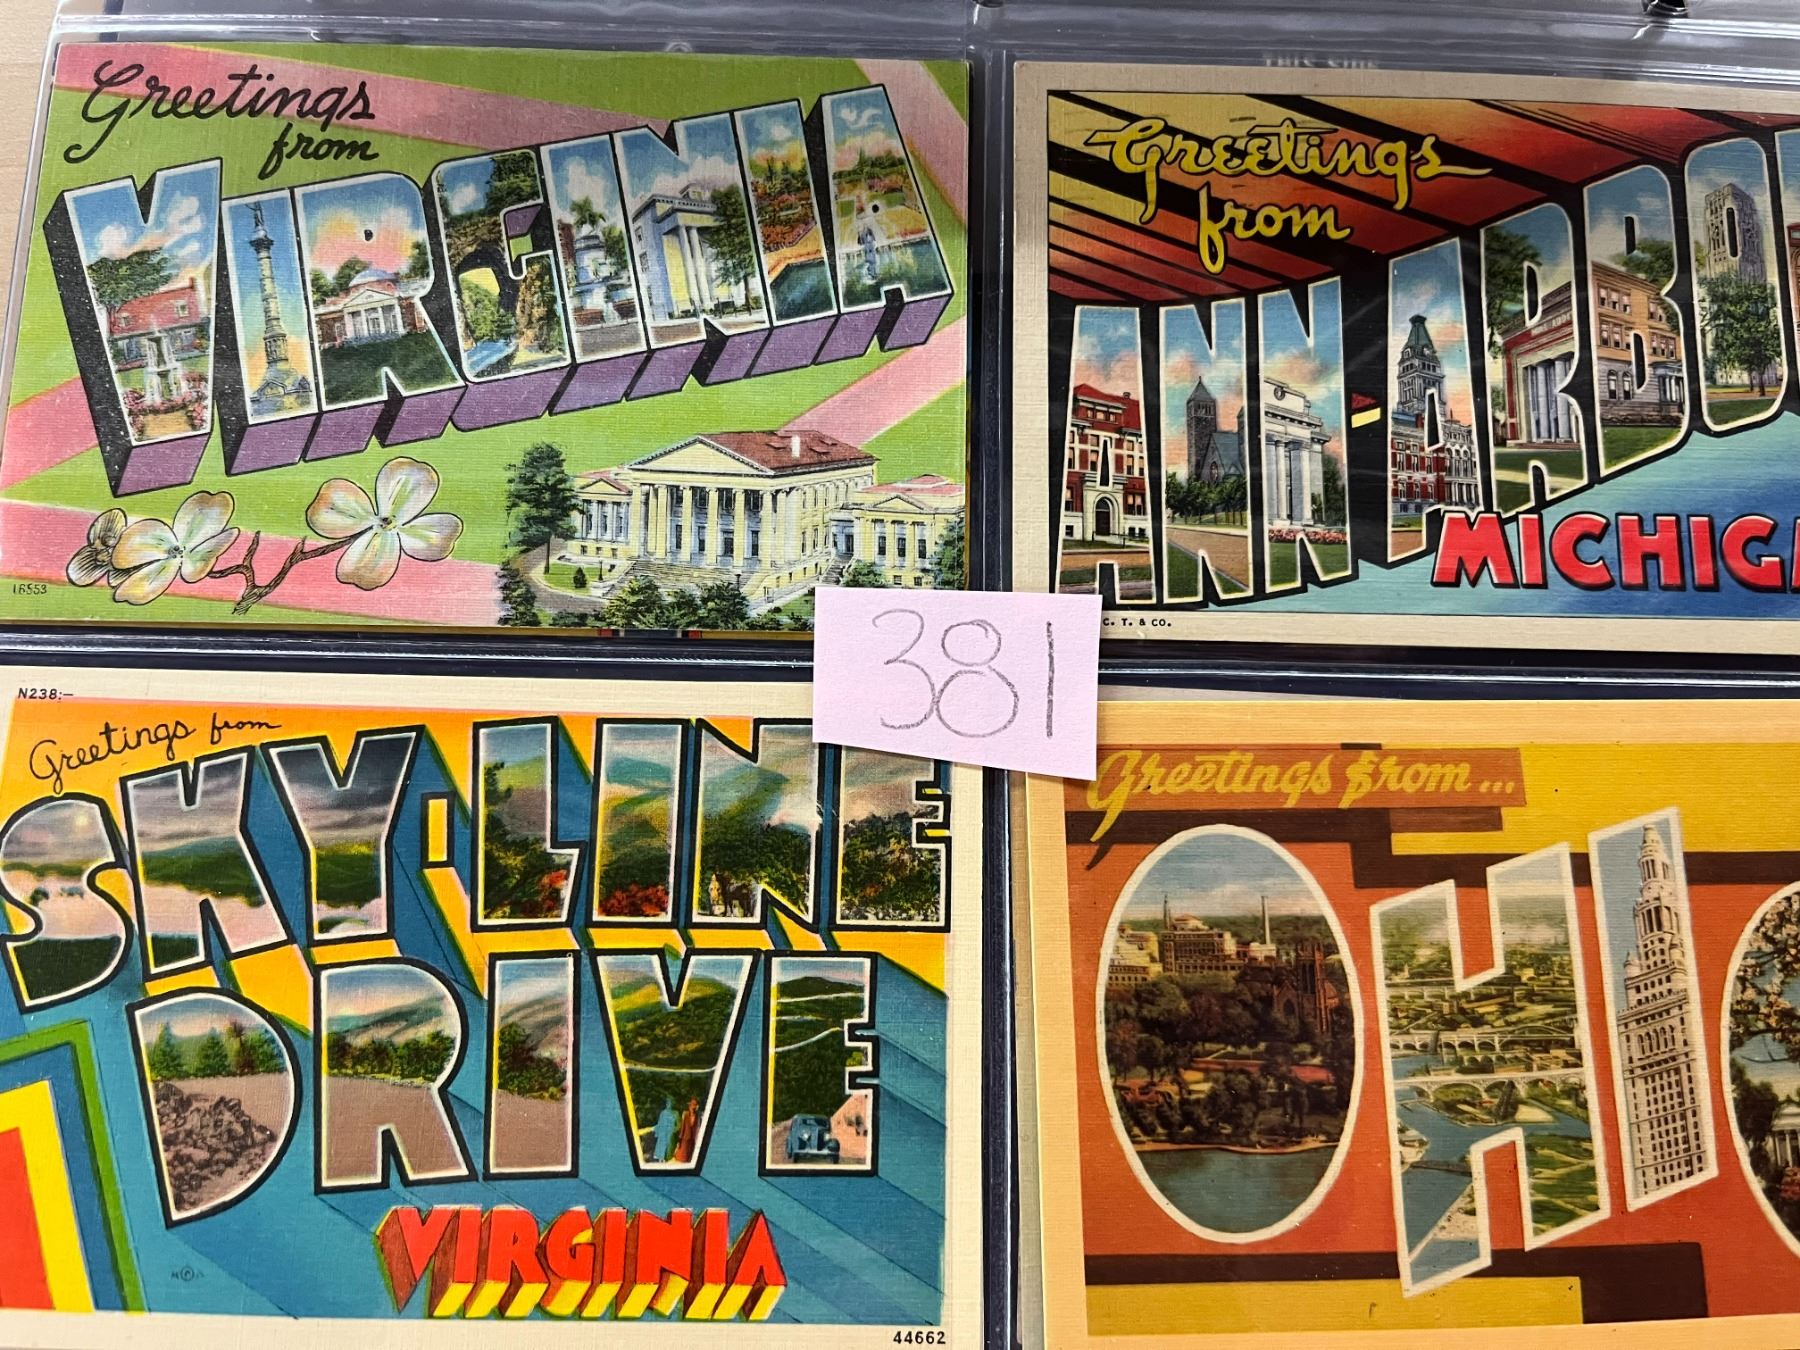 Greetings
from
VIRGINIA
16553
Greetings
from
ANN-ARBO
MICHIG
C. T. & CO.
381
N238:-
Greetings from
SKY-LINE
DRIVE
VIRGINIA
44662
Greetings from...
OHIO